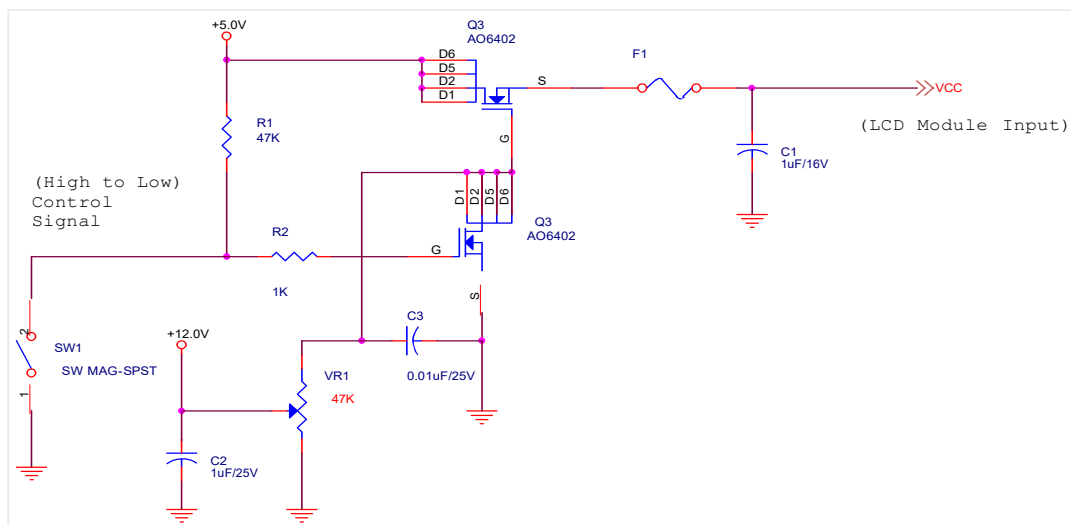 +5.0V
Q3
AO6402
D6
D5
D2
D1
S
G
F1
VCC
(LCD Module Input)
R1
47K
C1
1uF/16V
(High to Low)
Control
Signal
D1
D2
D5
D6
Q3
AO6402
R2
1K
G
S
2
1
SW1
SW MAG-SPST
+12.0V
C3
0.01uF/25V
VR1
47K
C2
1uF/25V